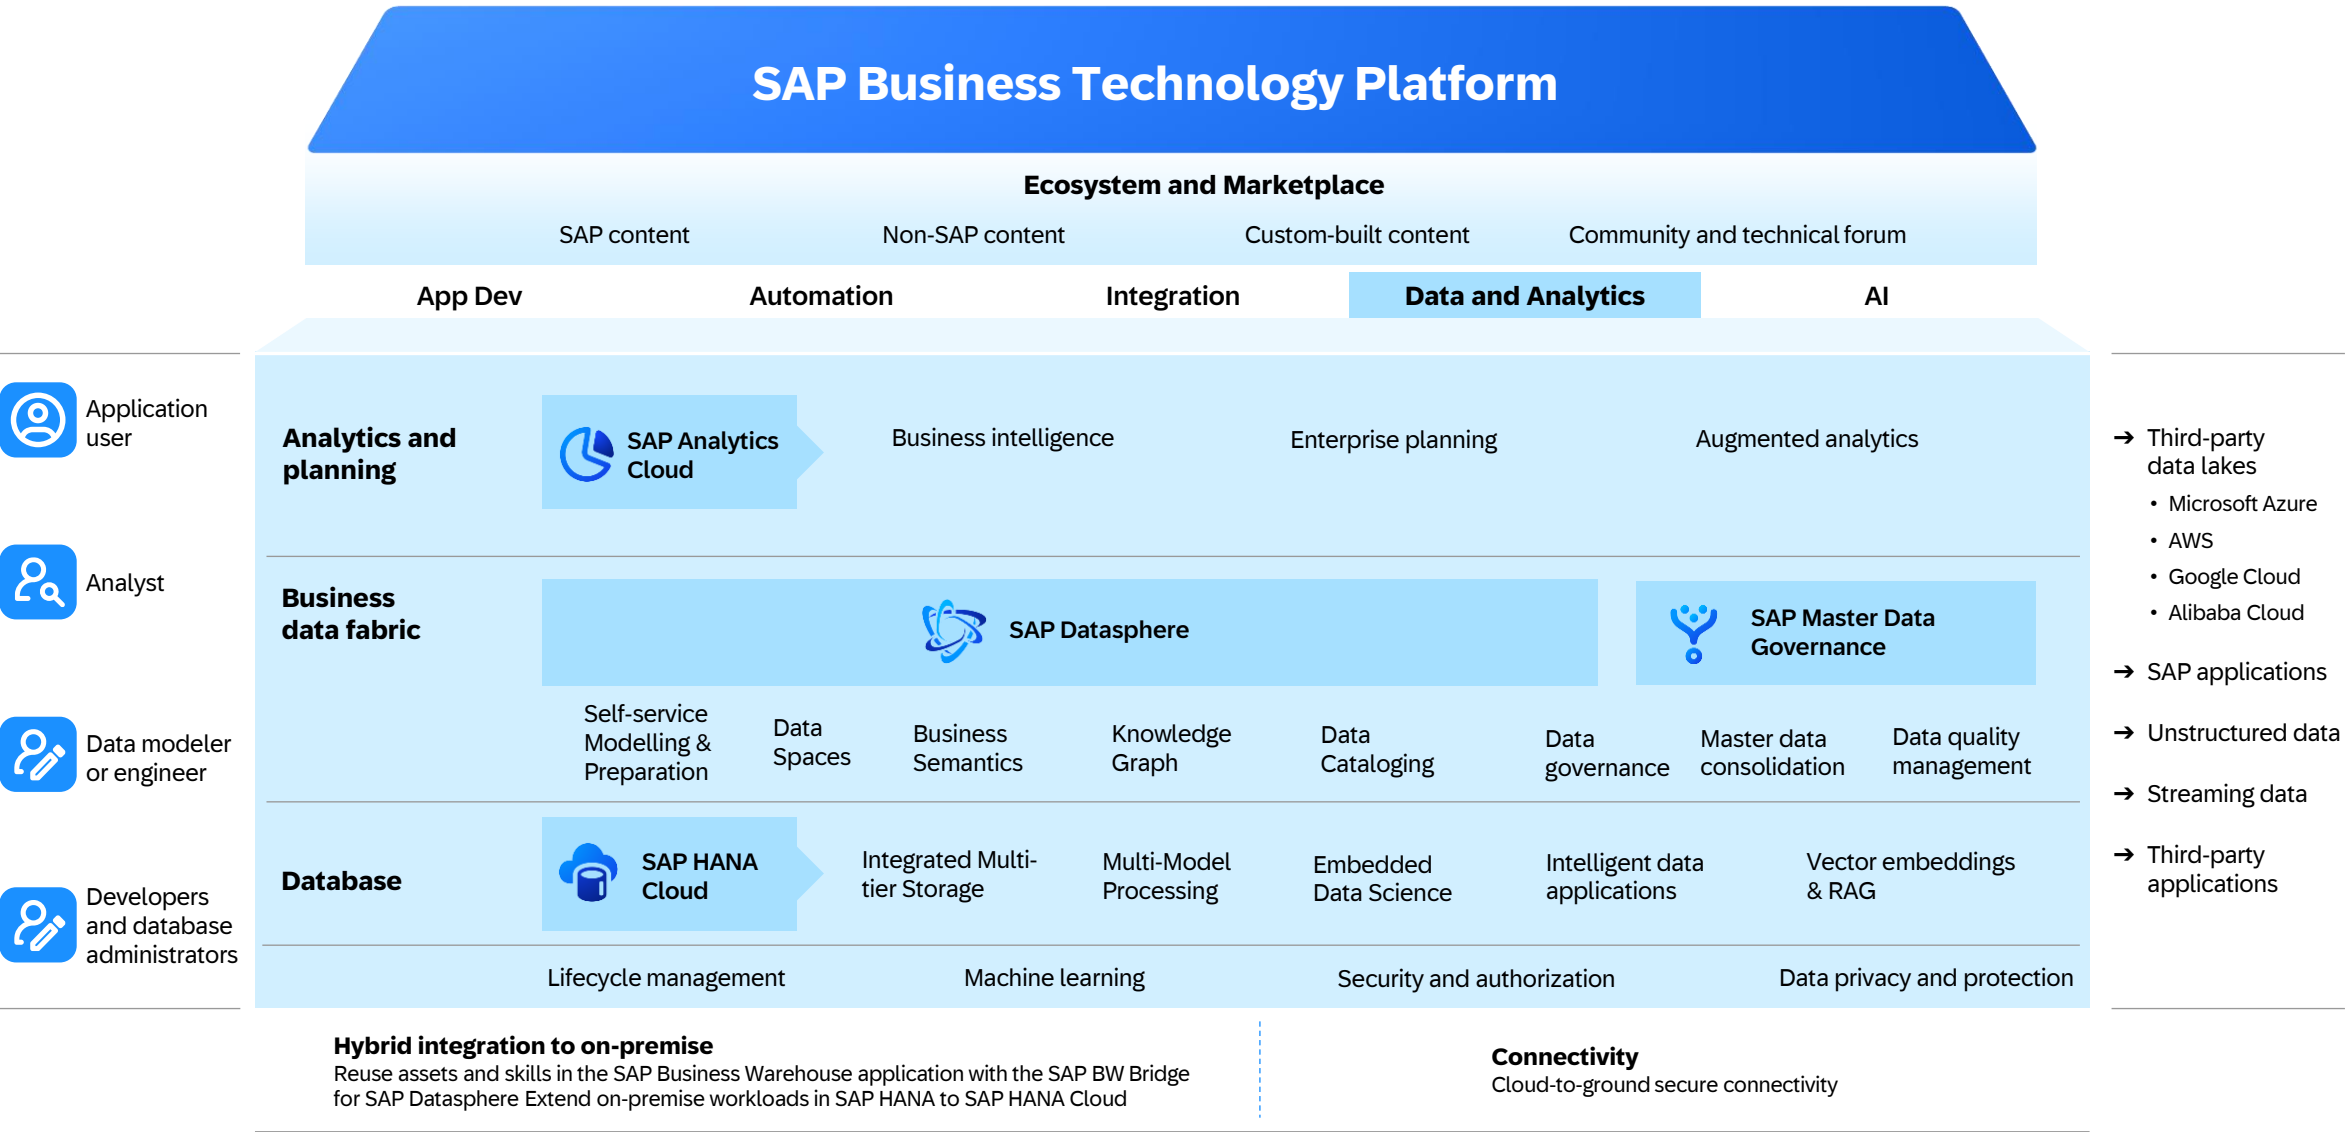 SAP Business Technology Platform
Ecosystem and Marketplace
SAP content
Non-SAP content
Custom-built content
Community and technical forum
App Dev
Automation
Integration
Data and Analytics
AI
Application
user
Analyst
Data modeler
or engineer
Developers
and database
administrators
Analytics and
planning
SAP Analytics
Cloud
Business intelligence
Enterprise planning
Augmented analytics
Business
data fabric
SAP Datasphere
SAP Master Data
Governance
Self-service
Modelling &
Preparation
Data
Spaces
Business
Semantics
Knowledge
Graph
Data
Cataloging
Data
governance
Master data
consolidation
Data quality
management
Database
SAP HANA
Cloud
Integrated Multi-
tier Storage
Multi-Model
Processing
Embedded
Data Science
Intelligent data
applications
Vector embeddings
& RAG
Lifecycle management
Machine learning
Security and authorization
Data privacy and protection
➔ Third-party
data lakes
• Microsoft Azure
• AWS
• Google Cloud
• Alibaba Cloud
➔ SAP applications
➔ Unstructured data
➔ Streaming data
➔ Third-party
applications
Hybrid integration to on-premise
Reuse assets and skills in the SAP Business Warehouse application with the SAP BW Bridge
for SAP Datasphere Extend on-premise workloads in SAP HANA to SAP HANA Cloud
Connectivity
Cloud-to-ground secure connectivity